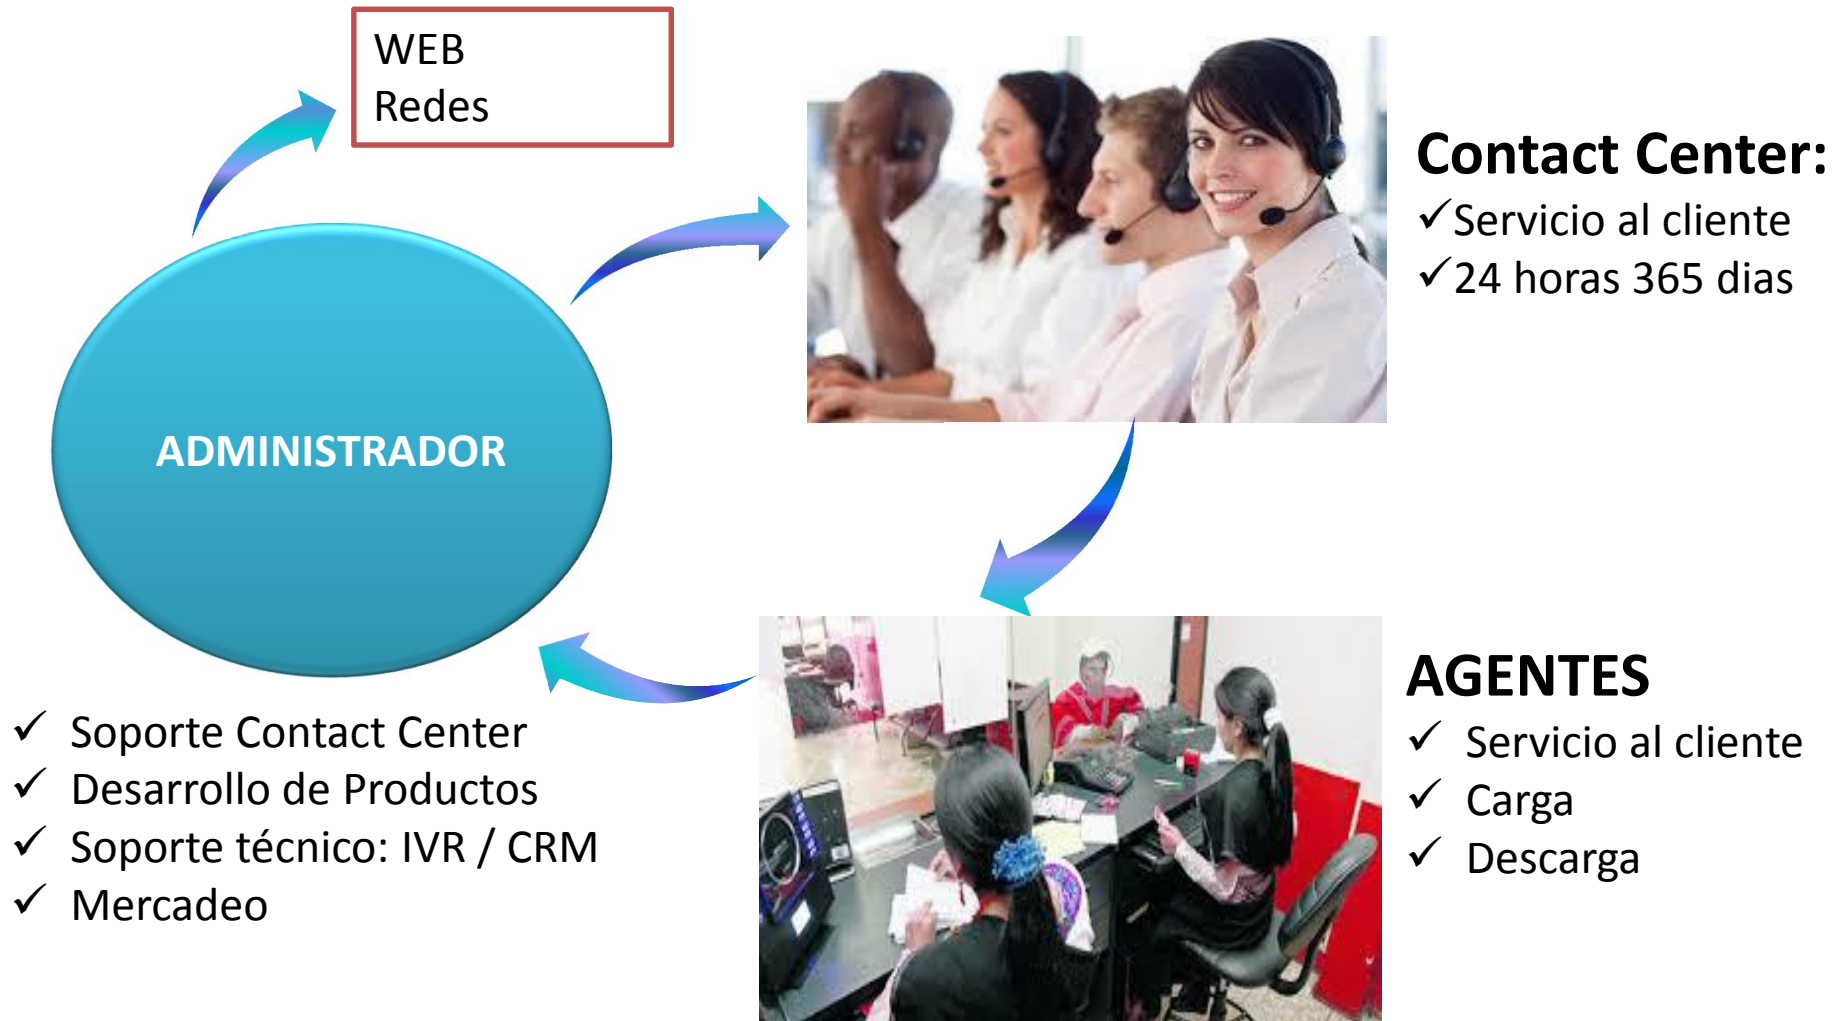 WEB
Redes
Contact Center:
✓Servicio al cliente
✓24 horas 365 dias
ADMINISTRADOR
✓ Soporte Contact Center
✓ Desarrollo de Productos
✓ Soporte técnico: IVR / CRM
✓ Mercadeo
AGENTES
✓ Servicio al cliente
✓ Carga
✓ Descarga